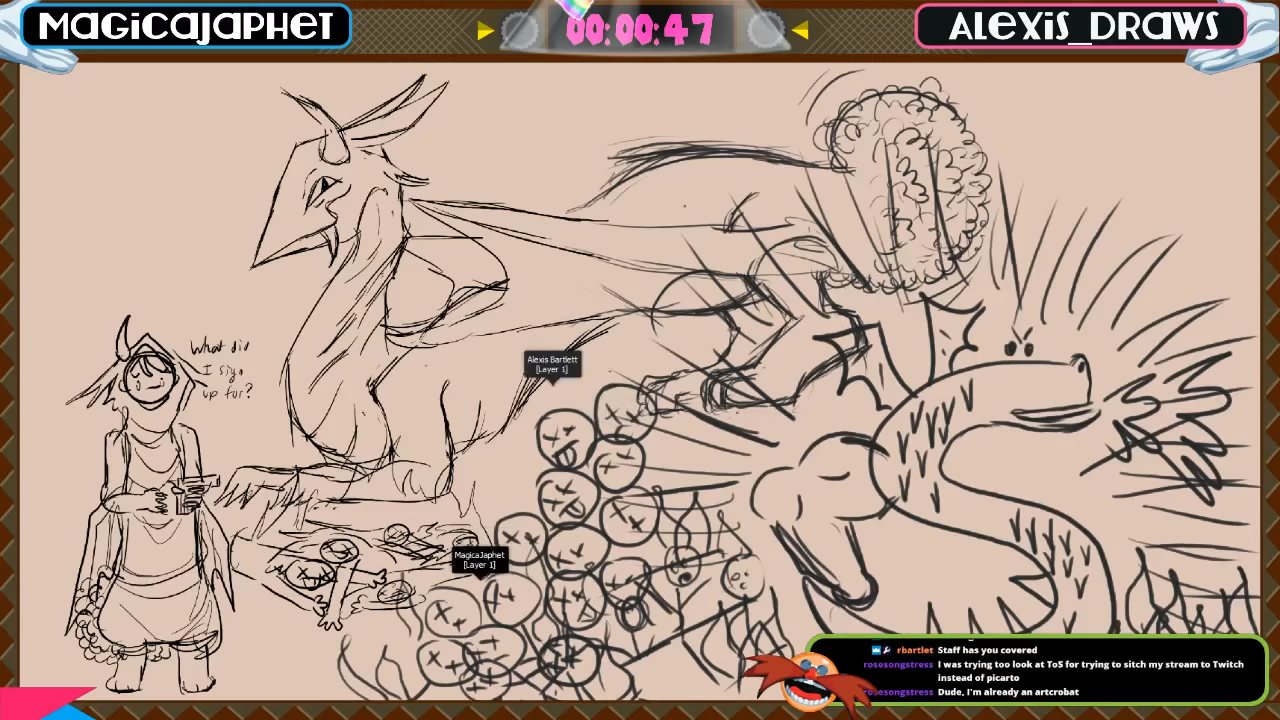 MagicaJaphet
00:00:47
Alexis_Draws
What did
I sign
up for?
Alexis Bartlett
[Layer 1]
MagicaJaphet
[Layer 1]
rbartlet Staff has you covered
rosesongstress I was trying too look at ToS for trying to sitch my stream to Twitch
instead of picarto
rosesongstress Dude, I'm already an artcrobat